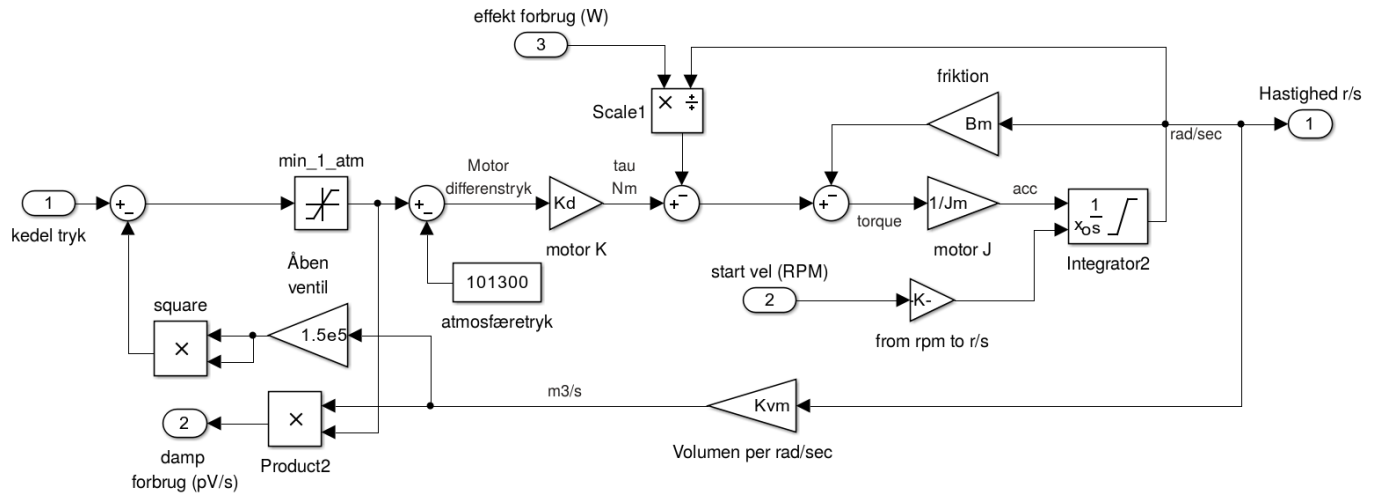 effekt forbrug (W)
3
friktion
Hastighed r/s
Scale1
× ÷
Bm
1
rad/sec
min_1_atm
Motor
differenstryk
tau
Nm
1
kedel tryk
+
-
+
-
Kd
motor K
+
-
+
-
torque
1/Jm
motor J
acc
1
s
xo
Integrator2
Åben
ventil
101300
atmosfæretryk
start vel (RPM)
2
-K-
from rpm to r/s
square
×
1.5e5
m3/s
Kvm
Volumen per rad/sec
2
damp
forbrug (pV/s)
×
Product2